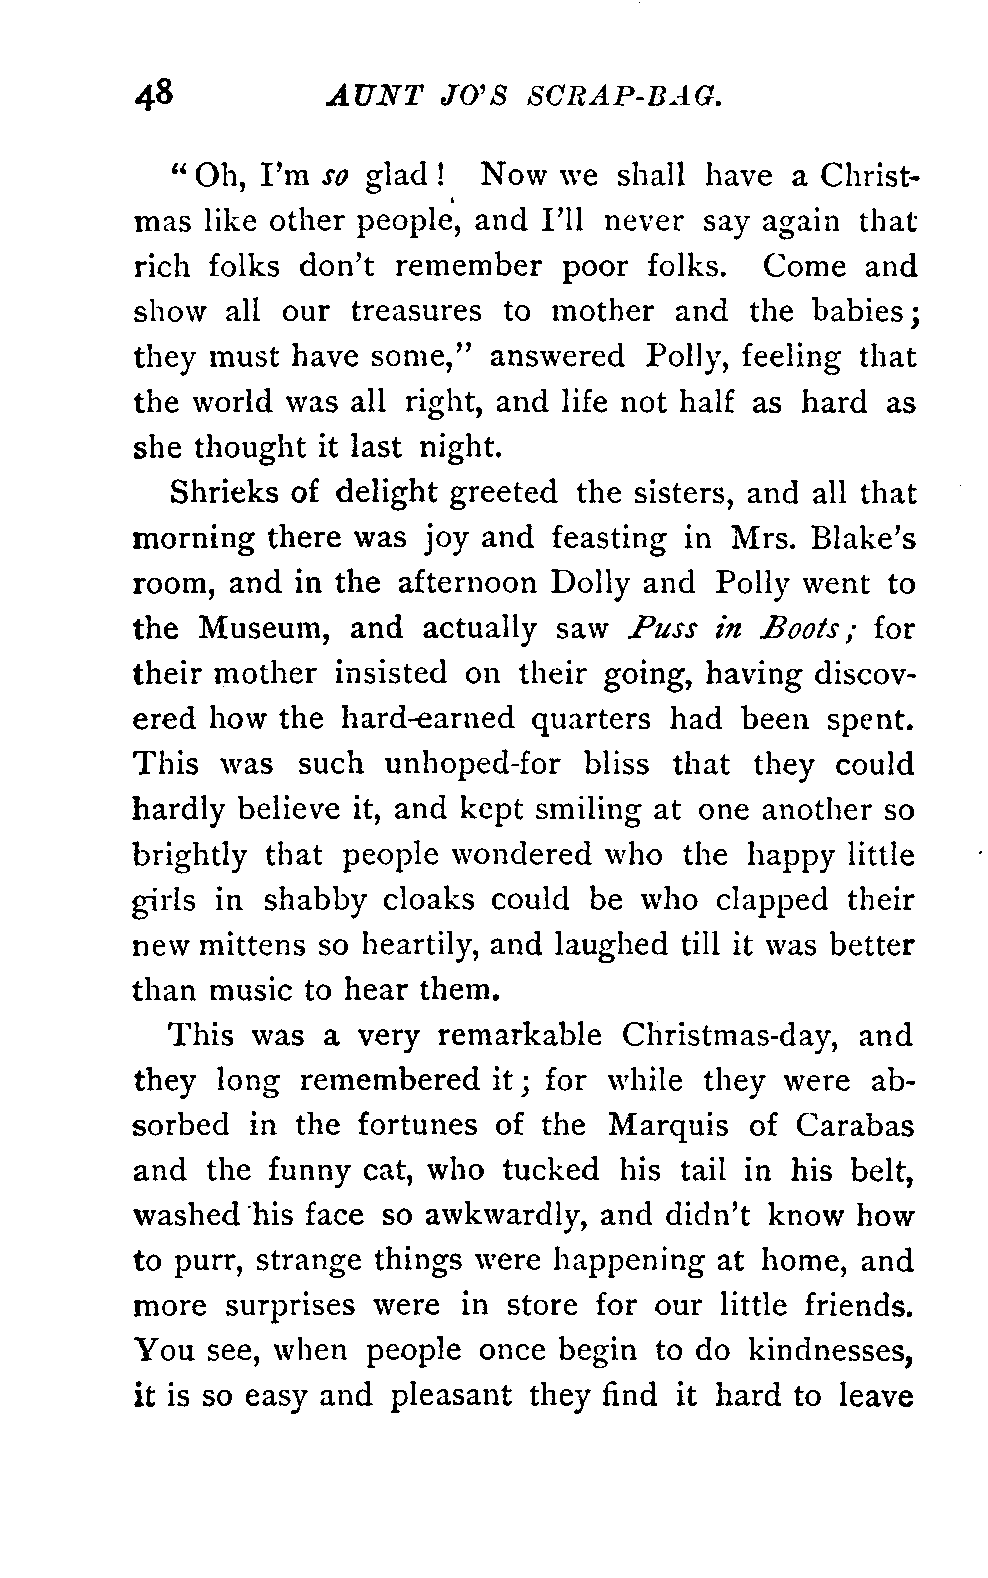 48 AUNT JO'S SCRAP-BAG.
“Oh, I'm so glad! Now we shall have a Christ-
mas like other people, and I'll never say again that
rich folks don't remember poor folks. Come and
show all our treasures to mother and the babies;
they must have some,” answered Polly, feeling that
the world was all right, and life not half as hard as
she thought it last night.
Shrieks of delight greeted the sisters, and all that
morning there was joy and feasting in Mrs. Blake's
room, and in the afternoon Dolly and Polly went to
the Museum, and actually saw Puss in Boots; for
their mother insisted on their going, having discov-
ered how the hard-earned quarters had been spent.
This was such unhoped-for bliss that they could
hardly believe it, and kept smiling at one another so
brightly that people wondered who the happy little
girls in shabby cloaks could be who clapped their
new mittens so heartily, and laughed till it was better
than music to hear them.
This was a very remarkable Christmas-day, and
they long remembered it; for while they were ab-
sorbed in the fortunes of the Marquis of Carabas
and the funny cat, who tucked his tail in his belt,
washed his face so awkwardly, and didn't know how
to purr, strange things were happening at home, and
more surprises were in store for our little friends.
You see, when people once begin to do kindnesses,
it is so easy and pleasant they find it hard to leave